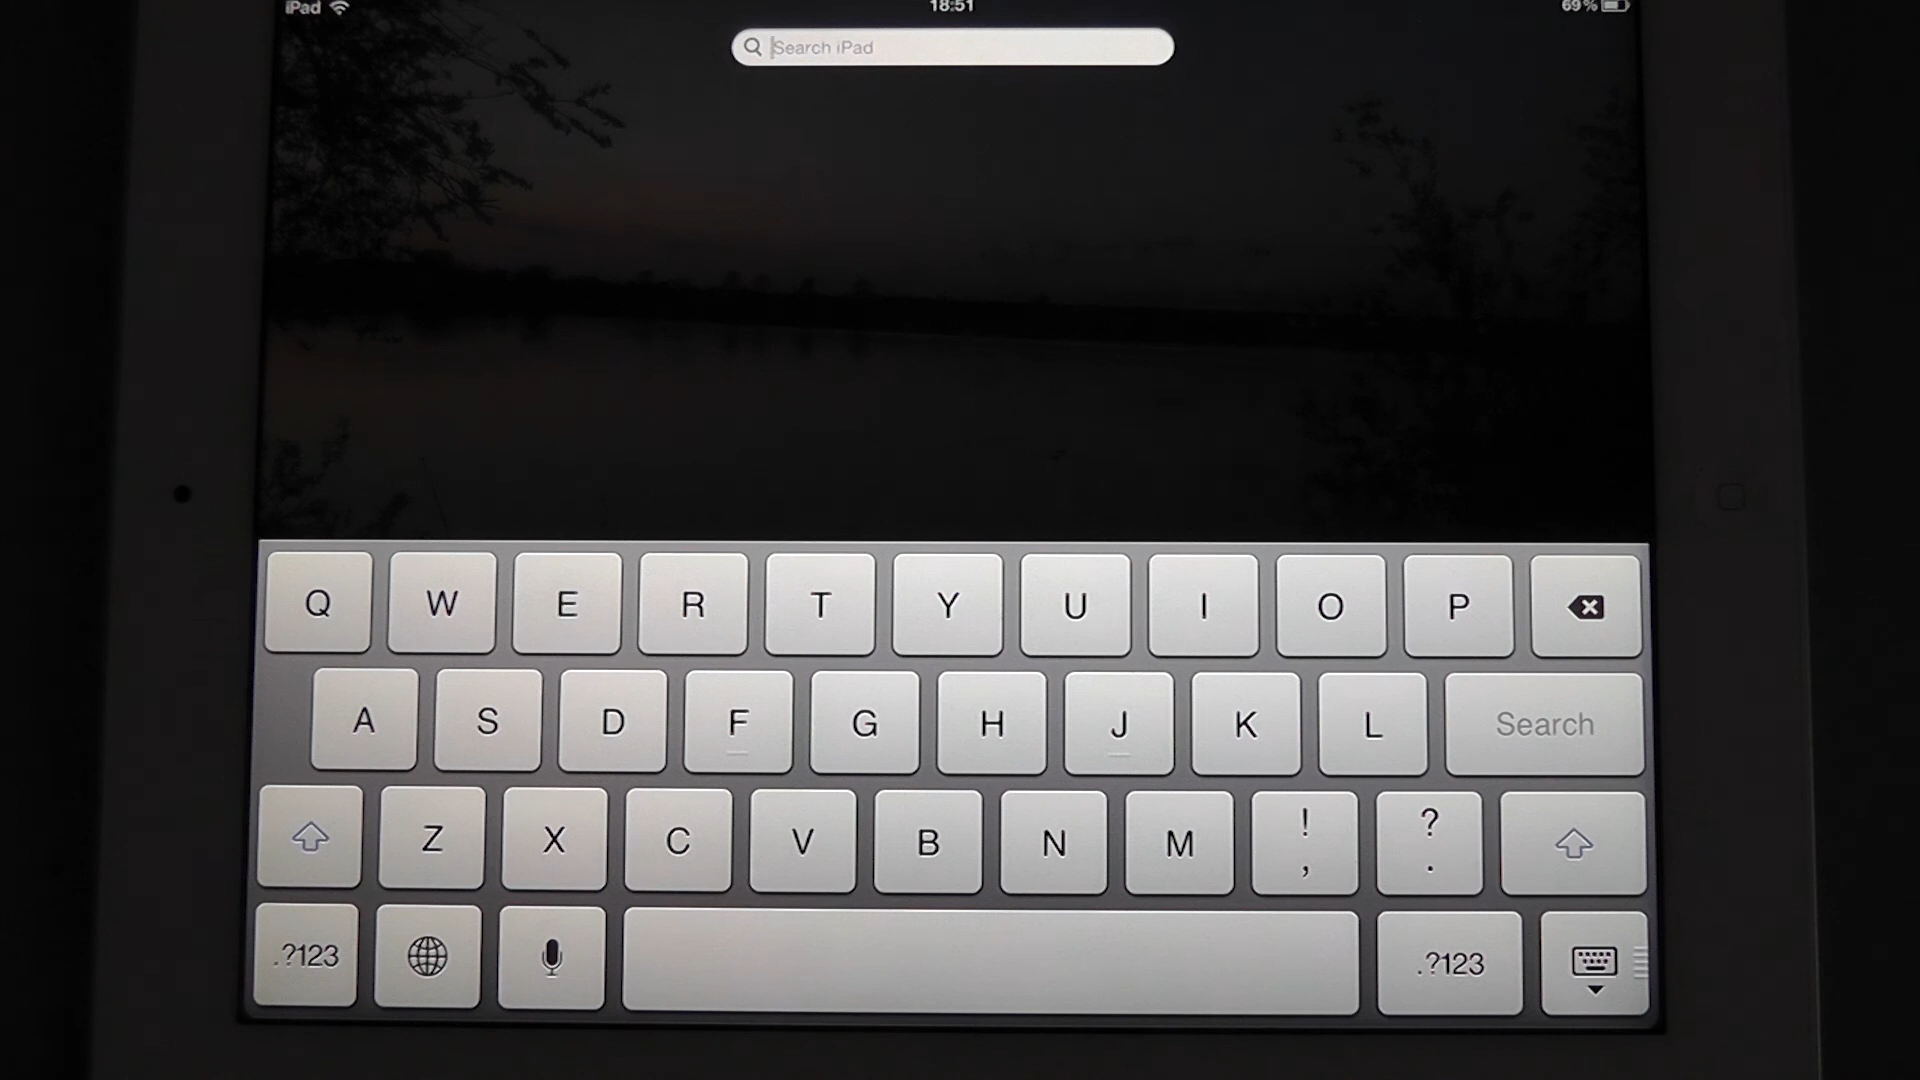 iPad 18:51 69%
Search iPad
Q W E R T Y U I O P
A S D F G H J K L Search
Z X C V B N M ! , ? .
.?123 .?123